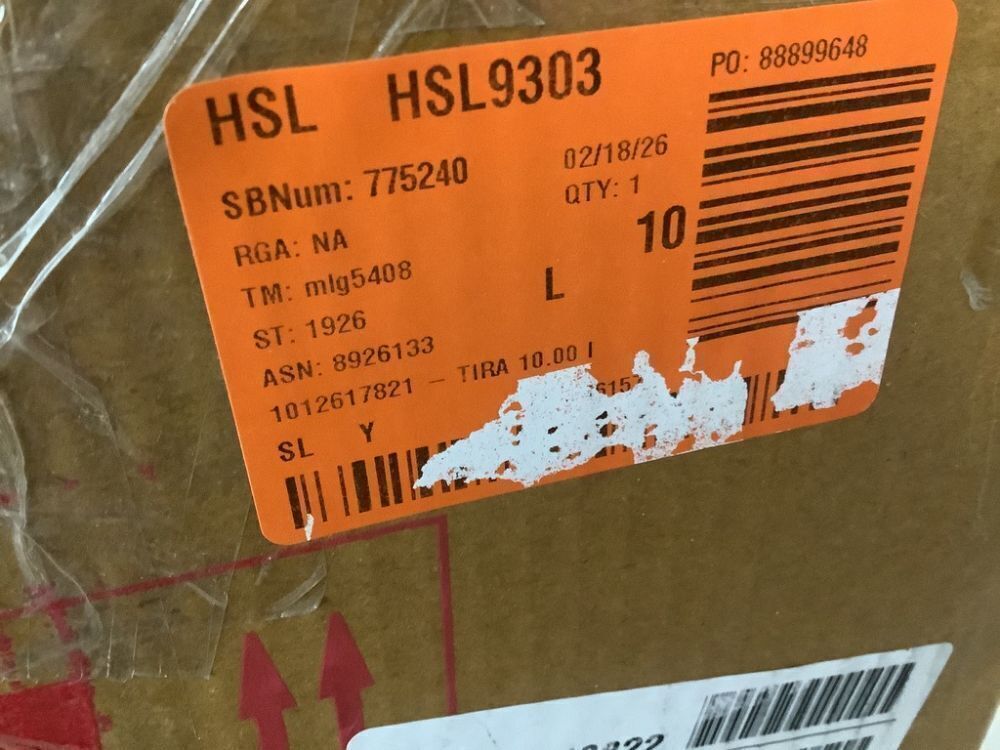 HSL HSL9303
PO: 88899648
SBNum: 775240
02/18/26
QTY: 1
RGA: NA
10
TM: mlg5408
L
ST: 1926
ASN: 8926133
1012617821 – TIRA 10.00
SL Y